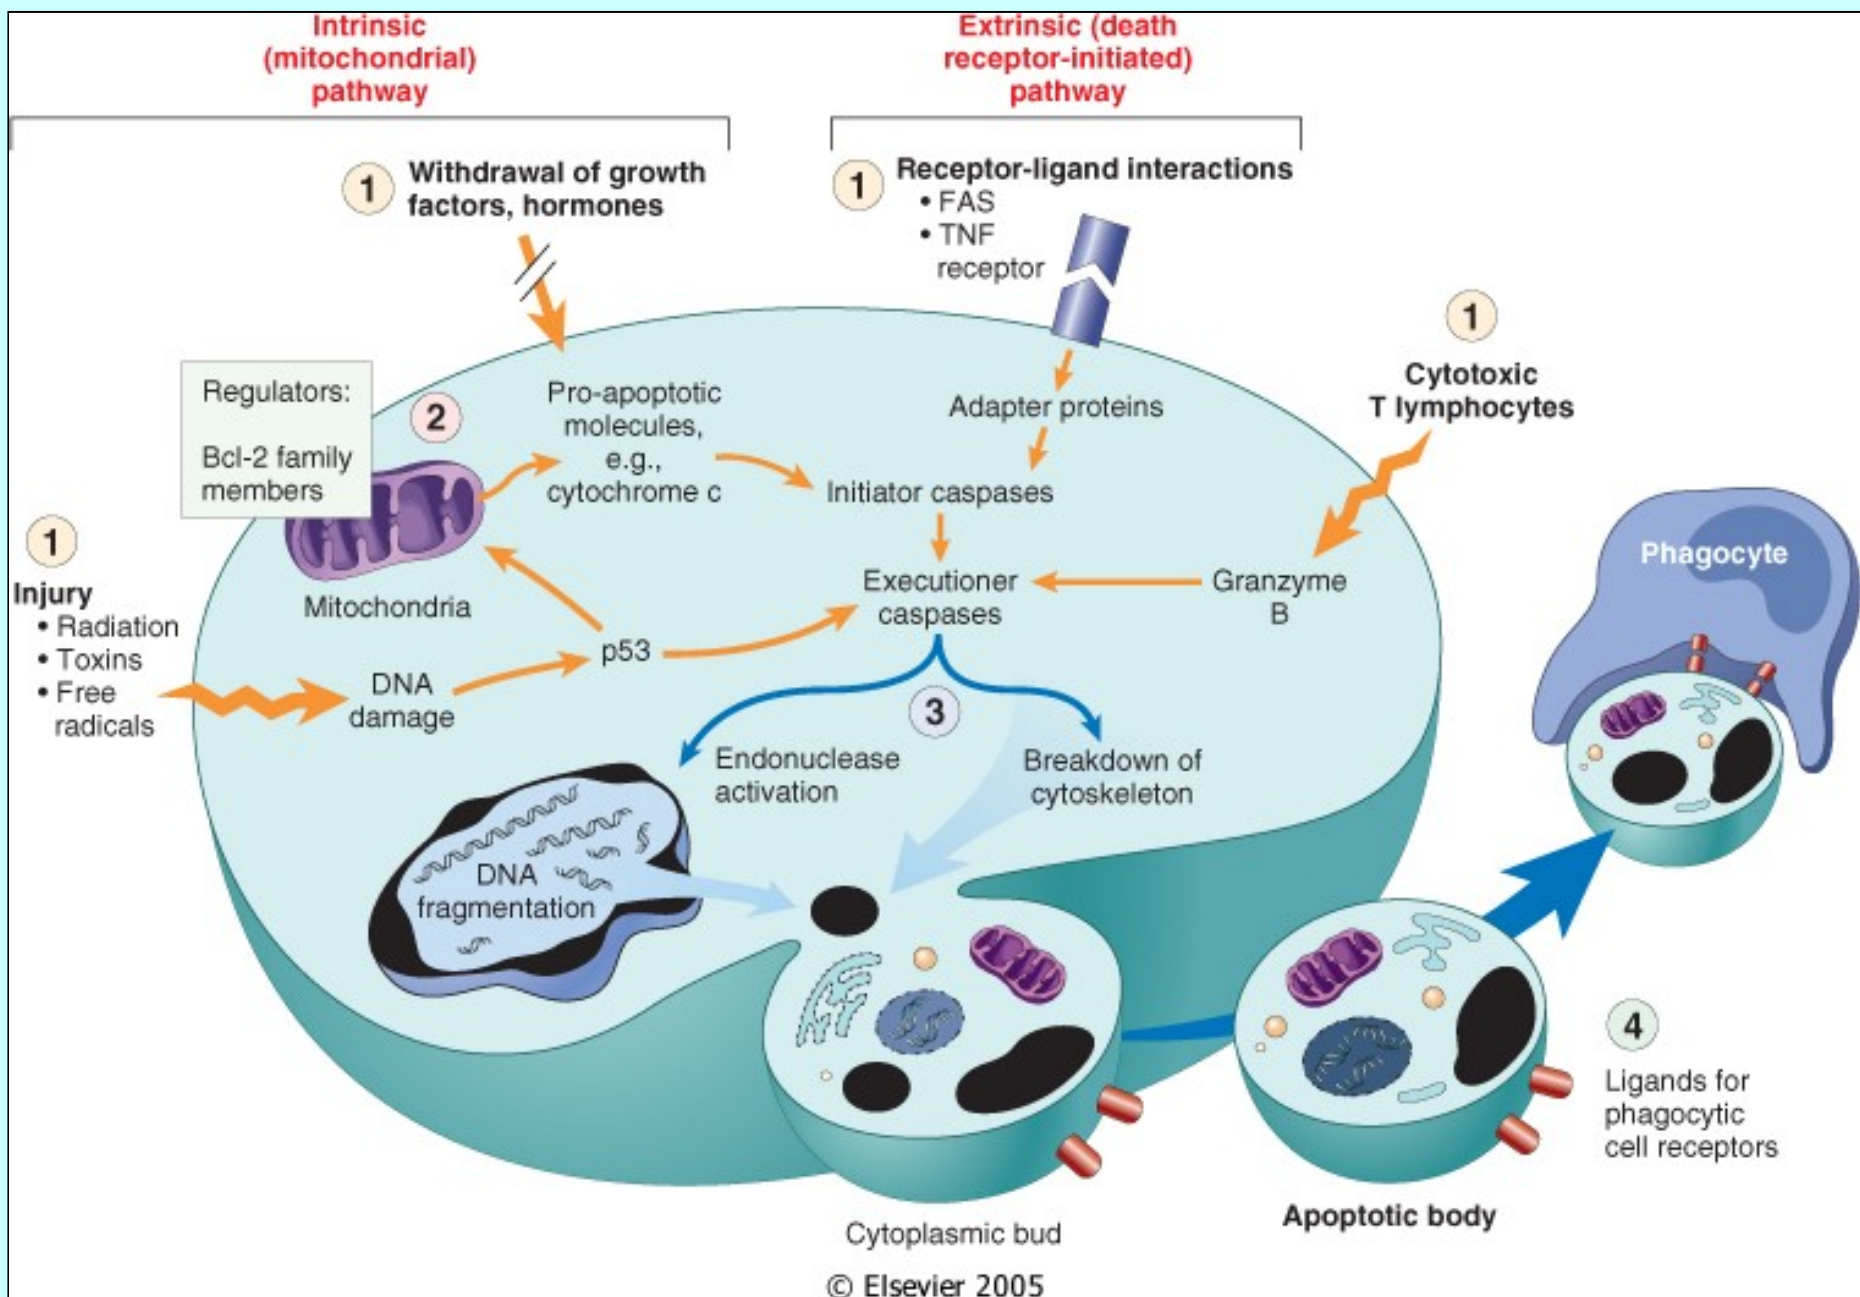 Intrinsic
(mitochondrial)
pathway
Extrinsic (death
receptor-initiated)
pathway
1
Withdrawal of growth
factors, hormones
1
Receptor-ligand interactions
• FAS
• TNF
receptor
1
Cytotoxic
T lymphocytes
Regulators:
Bcl-2 family
members
2
Pro-apoptotic
molecules,
e.g.,
cytochrome c
Adapter proteins
Initiator caspases
1
Injury
• Radiation
• Toxins
• Free
radicals
Mitochondria
Executioner
caspases
Granzyme
B
Phagocyte
p53
DNA
damage
3
Endonuclease
activation
Breakdown of
cytoskeleton
DNA
fragmentation
4
Ligands for
phagocytic
cell receptors
Apoptotic body
Cytoplasmic bud
© Elsevier 2005